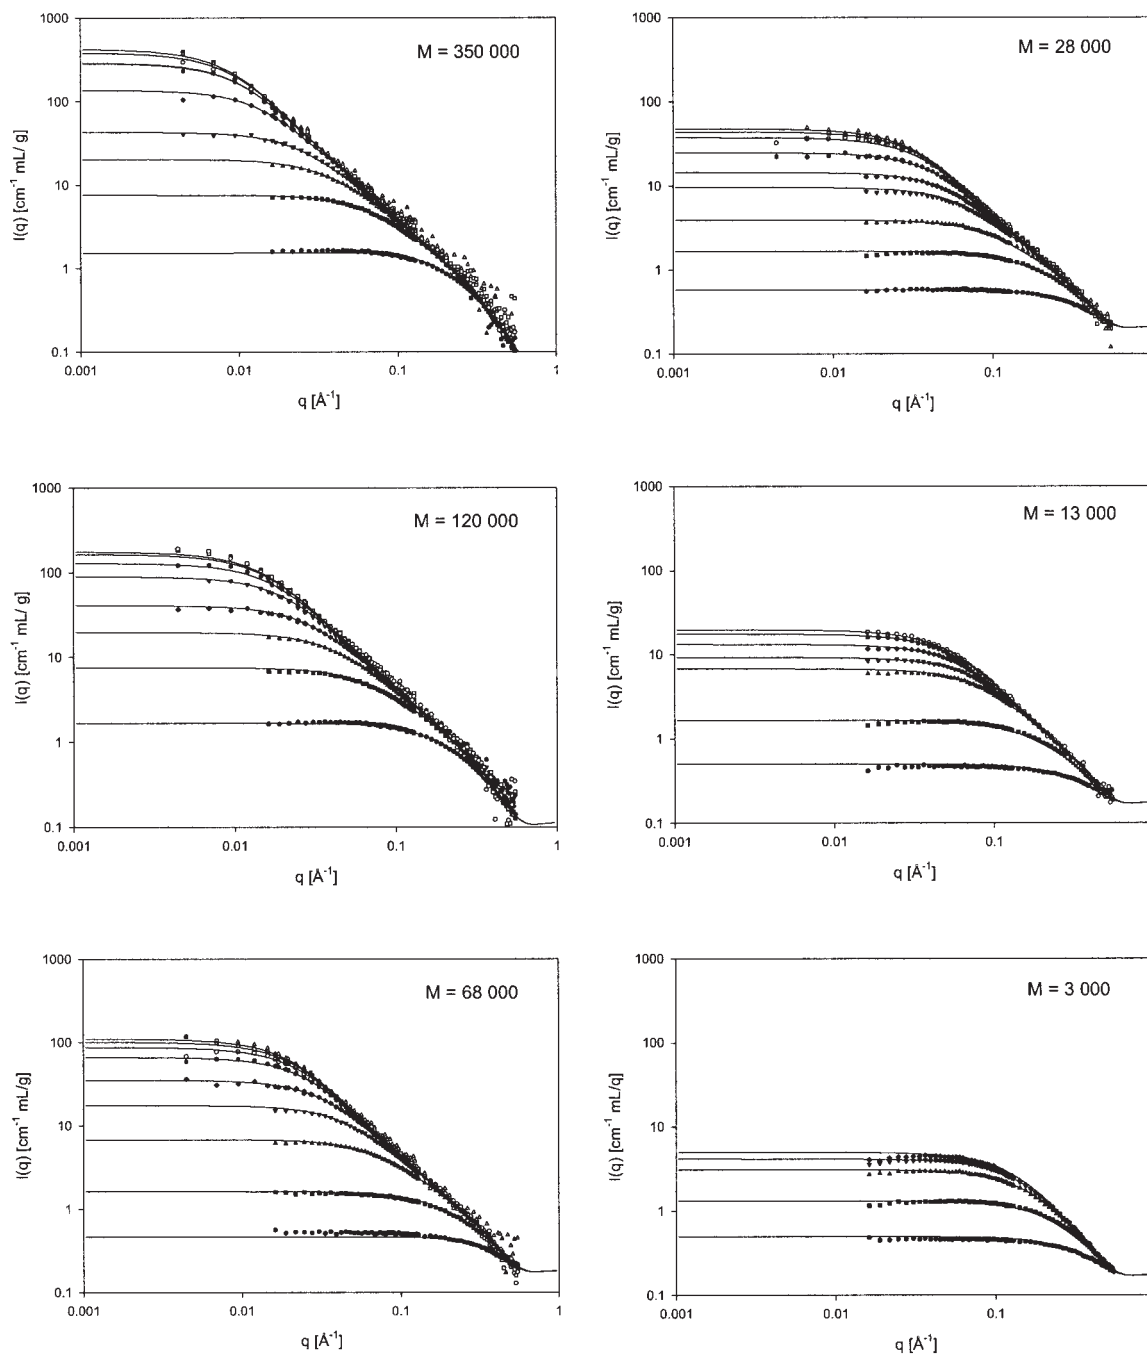 M = 350 000
1000
100
10
1
0.1
I(q) [cm⁻¹ mL/ g]
0.001
0.01
0.1
1
q [Å⁻¹]
M = 28 000
1000
100
10
1
0.1
I(q) [cm⁻¹ mL/g]
0.001
0.01
0.1
q [Å⁻¹]
M = 120 000
1000
100
10
1
0.1
I(q) [cm⁻¹ mL/ g]
0.001
0.01
0.1
1
q [Å⁻¹]
M = 13 000
1000
100
10
1
0.1
I(q) [cm⁻¹ mL/g]
0.001
0.01
0.1
q [Å⁻¹]
M = 68 000
1000
100
10
1
0.1
I(q) [cm⁻¹ mL/g]
0.001
0.01
0.1
1
q [Å⁻¹]
M = 3 000
1000
100
10
1
0.1
I(q) [cm⁻¹ mL/q]
0.001
0.01
0.1
q [Å⁻¹]